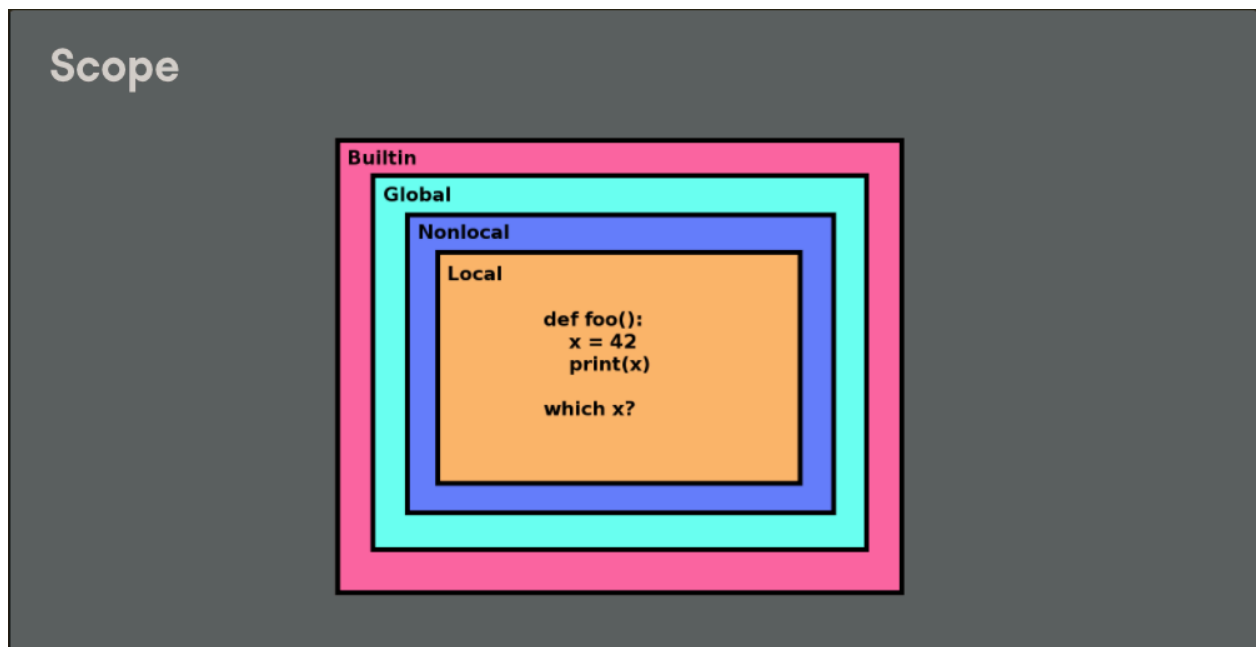 Scope
Builtin
Global
Nonlocal
Local
def foo():
    x = 42
    print(x)
which x?